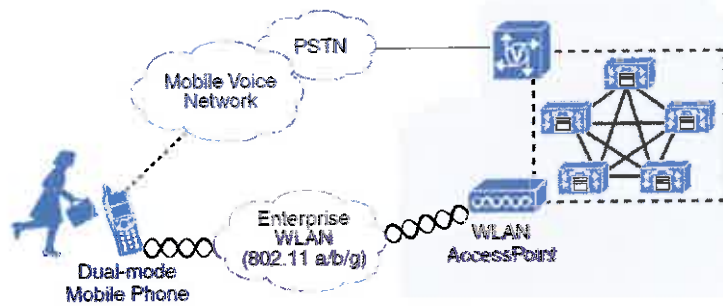 PSTN
V
Mobile Voice
Network
Enterprise
WLAN
(802.11 a/b/g)
WLAN
AccessPoint
Dual-mode
Mobile Phone